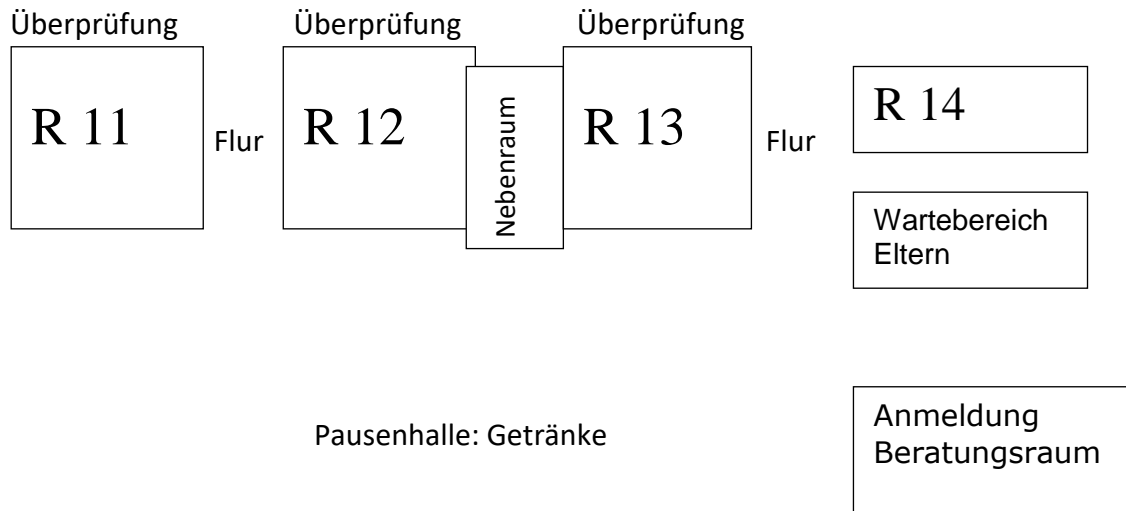 Überprüfung
Überprüfung
Überprüfung
R 11
Flur
R 12
Nebenraum
R 13
Flur
R 14
Wartebereich
Eltern
Pausenhalle: Getränke
Anmeldung
Beratungsraum